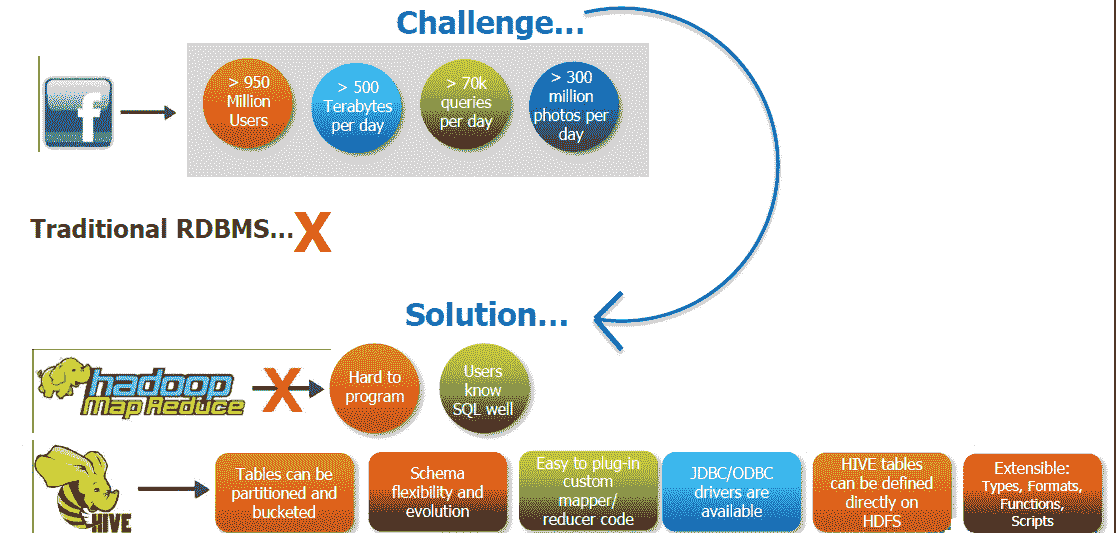 Challenge...
f
> 950
Million
Users
> 500
Terabytes
per day
> 70k
queries
per day
> 300
million
photos per
day
Traditional RDBMS...X
Solution...
hadoop
Map Reduce
X
Hard to
program
Users
know
SQL well
HIVE
Tables can be
partitioned and
bucketed
Schema
flexibility and
evolution
Easy to plug-in
custom
mapper/
reducer code
JDBC/ODBC
drivers are
available
HIVE tables
can be defined
directly on
HDFS
Extensible:
Types, Formats,
Functions,
Scripts